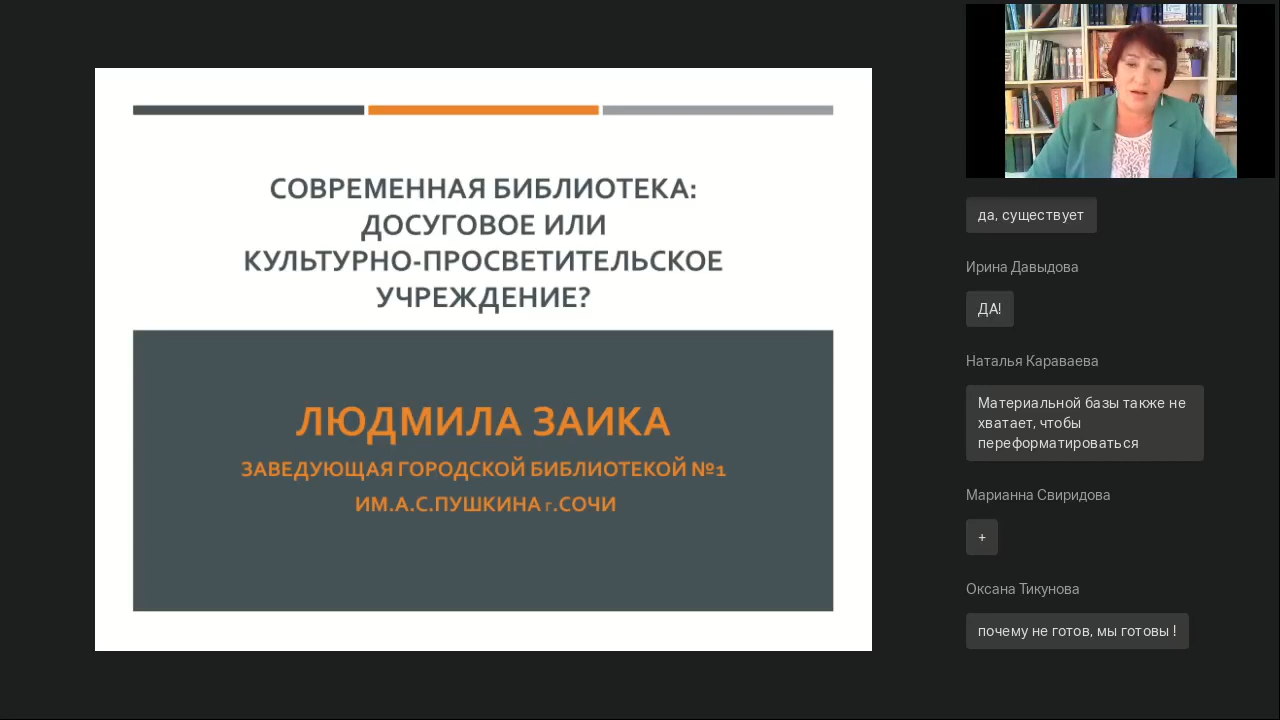 СОВРЕМЕННАЯ БИБЛИОТЕКА:
ДОСУГОВОЕ ИЛИ
КУЛЬТУРНО-ПРОСВЕТИТЕЛЬСКОЕ
УЧРЕЖДЕНИЕ?
ЛЮДМИЛА ЗАИКА
ЗАВЕДУЮЩАЯ ГОРОДСКОЙ БИБЛИОТЕКОЙ №1
ИМ.А.С.ПУШКИНА г.СОЧИ
да, существует
Ирина Давыдова
ДА!
Наталья Караваева
Материальной базы также не
хватает, чтобы
переформатироваться
Марианна Свиридова
+
Оксана Тикунова
почему не готов, мы готовы !